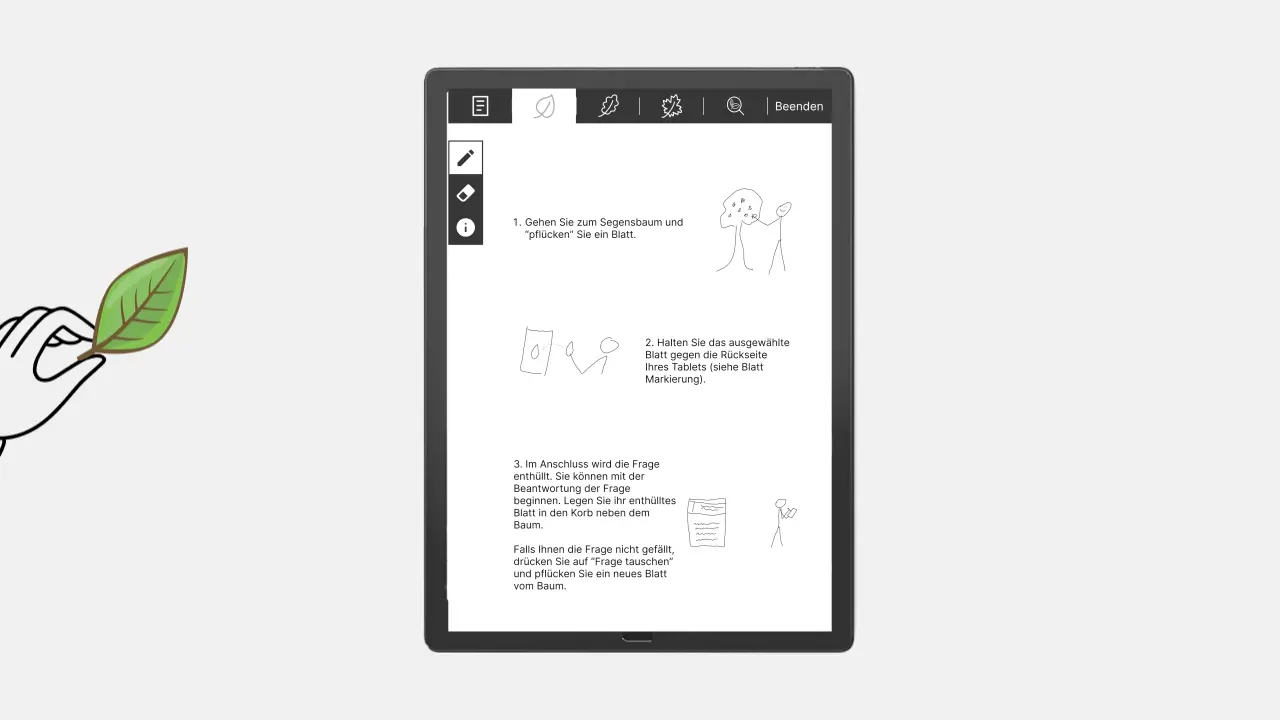 Beenden
1. Gehen Sie zum Segensbaum und
“pflücken” Sie ein Blatt.
2. Halten Sie das ausgewählte
Blatt gegen die Rückseite
Ihres Tablets (siehe Blatt
Markierung).
3. Im Anschluss wird die Frage
enthüllt. Sie können mit der
Beantwortung der Frage
beginnen. Legen Sie ihr enthülltes
Blatt in den Korb neben dem
Baum.
Falls Ihnen die Frage nicht gefällt,
drücken Sie auf “Frage tauschen”
und pflücken Sie ein neues Blatt
vom Baum.